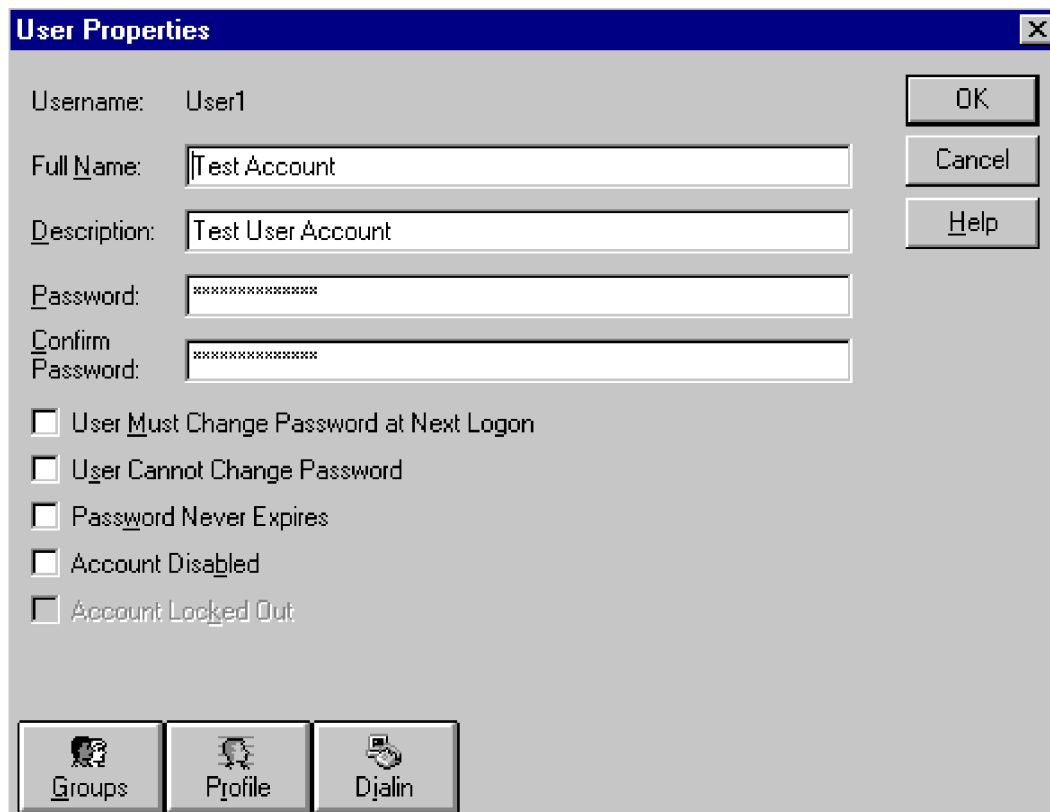 User Properties
Username: User1
OK
Full Name: Test Account
Cancel
Description: Test User Account
Help
Password: **************
Confirm
Password: **************
User Must Change Password at Next Logon
User Cannot Change Password
Password Never Expires
Account Disabled
Account Locked Out
Groups Profile Dialin